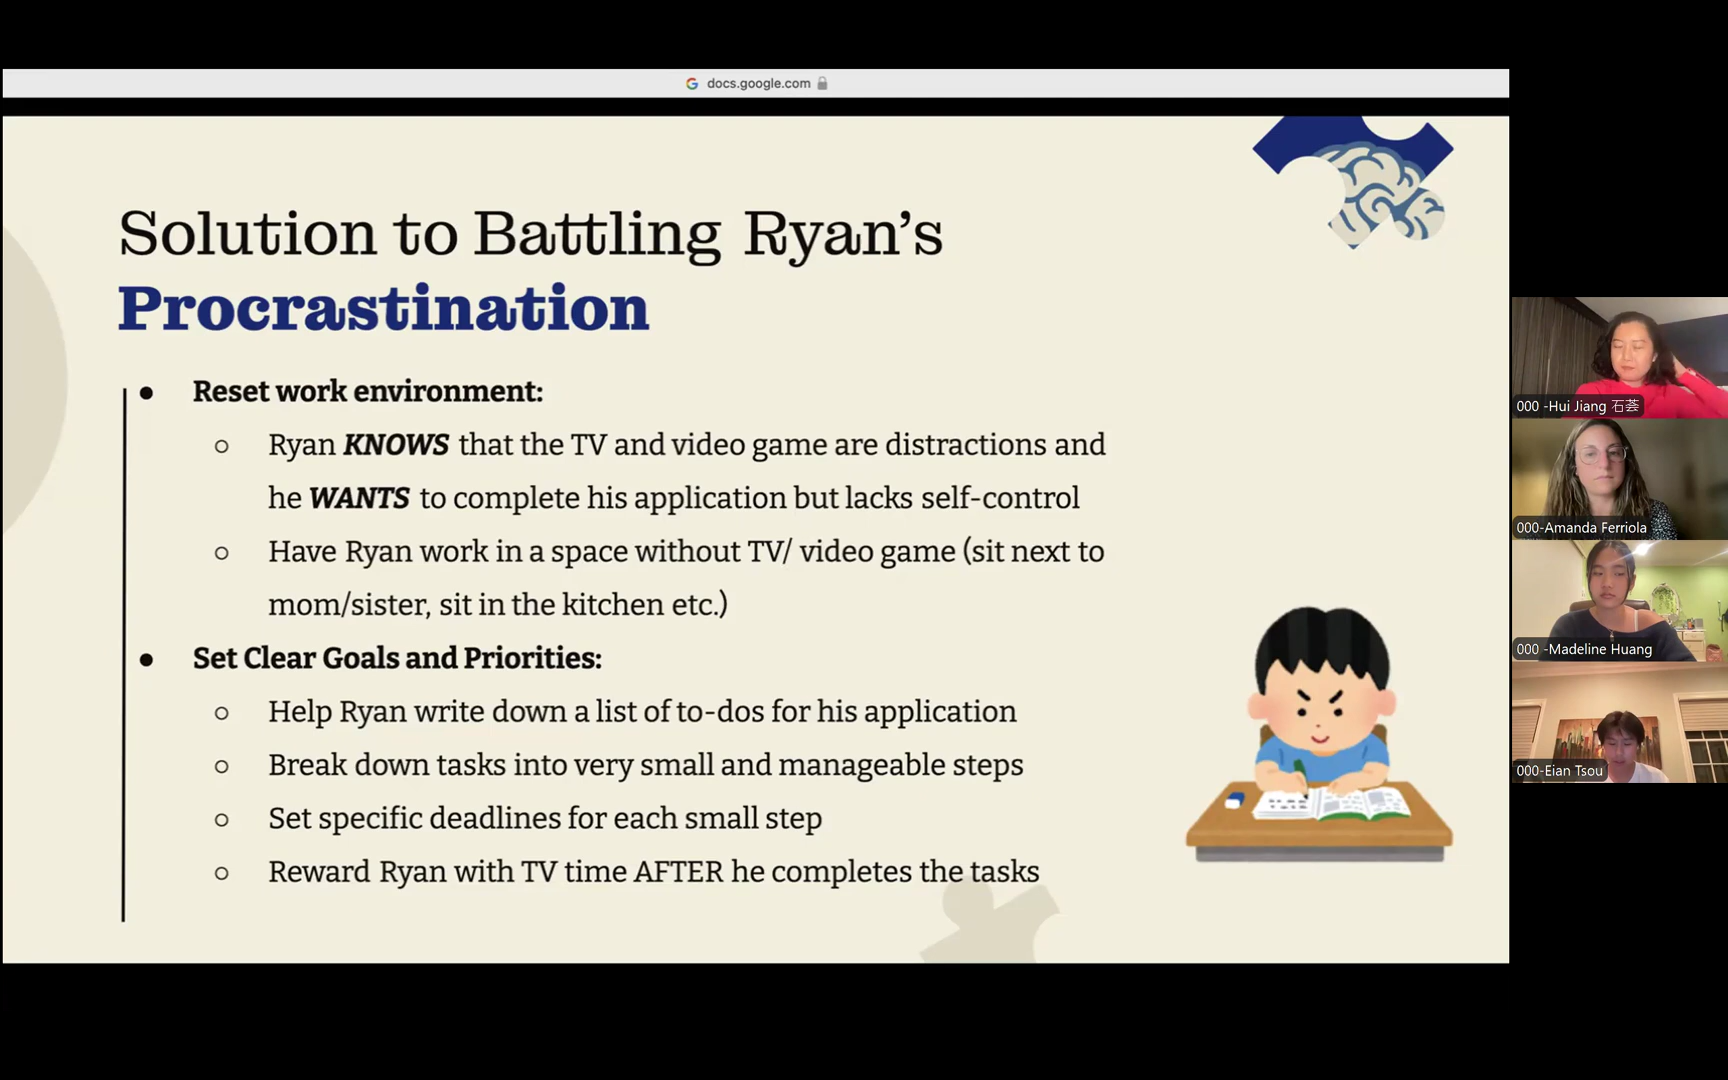 docs.google.com
Solution to Battling Ryan's
Procrastination
● Reset work environment:
○ Ryan KNOWS that the TV and video game are distractions and
he WANTS to complete his application but lacks self-control
○ Have Ryan work in a space without TV/ video game (sit next to
mom/sister, sit in the kitchen etc.)
● Set Clear Goals and Priorities:
○ Help Ryan write down a list of to-dos for his application
○ Break down tasks into very small and manageable steps
○ Set specific deadlines for each small step
○ Reward Ryan with TV time AFTER he completes the tasks
000 -Hui Jiang 石荟
000-Amanda Ferriola
000 -Madeline Huang
000-Eian Tsou